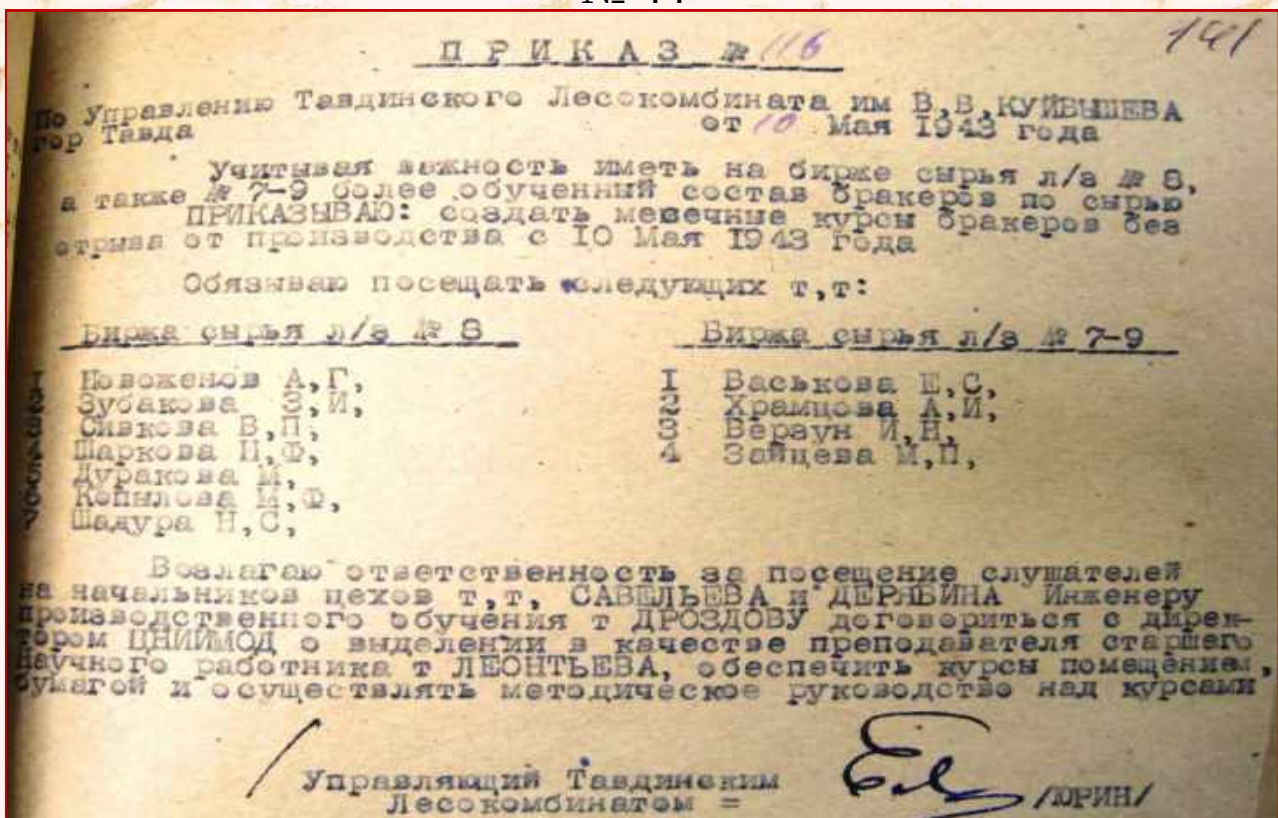 141
ПРИКАЗ № 116
По Управлению Тавдинского Лесокомбината им В,В,КУЙБЫШЕВА
гор Тавда от 10 Мая 1943 года
Учитывая важность иметь на бирже сырья л/з № 8,
а также № 7-9 более обученный состав бракеров по сырью
ПРИКАЗЫВАЮ: создать месечные курсы бракеров без
отрыва от производства с 10 Мая 1943 года
Обязываю посещать следующих т,т:
Биржа сырья л/з № 8 Биржа сырья л/з № 7-9
1 Новоженов А,Г, 1 Васькова Е,С,
2 Зубакова З,И, 2 Храмцова А,И,
3 Сивкова В,П, 3 Верзун И,Н,
4 Шаркова Н,Ф, 4 Зайцева М,П,
5 Дуракова М,
6 Копылова М,Ф,
7 Шадура Н,С,
Возлагаю ответственность за посещение слушателей
на начальников цехов т,т, САВЕЛЬЕВА и ДЕРЯБИНА Инженеру
производственного обучения т ДРОЗДОВУ договориться с дирек-
тором ЦНИЙМОД о выделении в качестве преподавателя старшего
научного работника т ЛЕОНТЬЕВА, обеспечить курсы помещением,
бумагой и осуществлять методическое руководство над курсами
Управляющий Тавдинским
Лесокомбинатом = /ЮРИН/